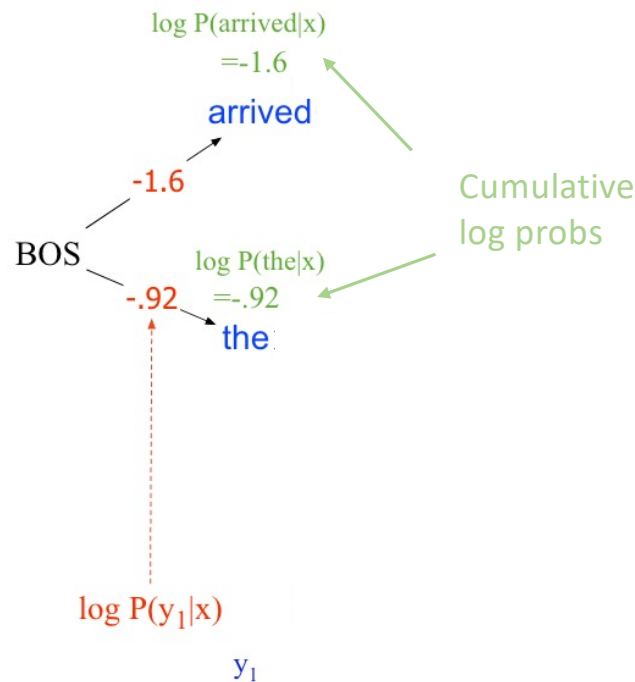 log P(arrived|x)
=-1.6
arrived
-1.6
Cumulative
log probs
BOS
log P(the|x)
=-.92
-.92
the
log P(y₁|x)
y₁